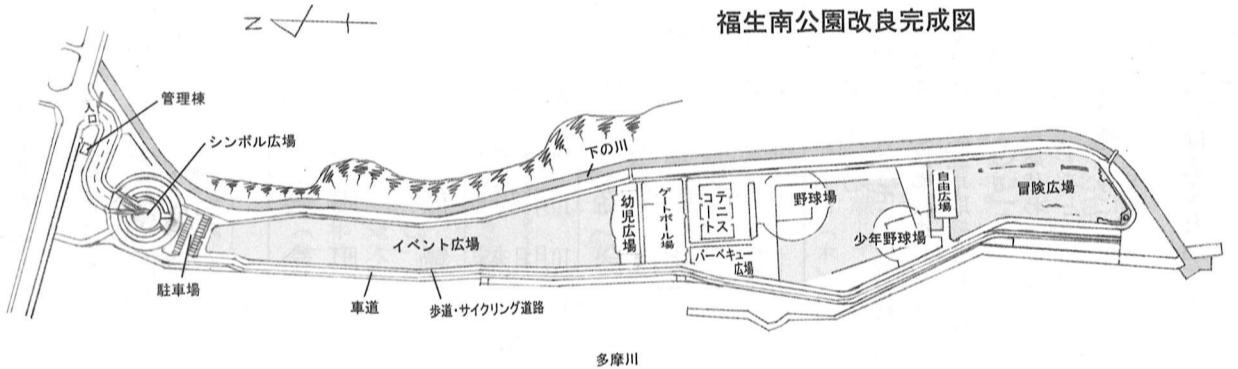 福生南公園改良完成図
N
入口
管理棟
シンボル広場
下の川
イベント広場
幼児広場
ゲートボール場
テニス
コート
バーベキュー
広場
野球場
少年野球場
自由広場
冒険広場
駐車場
車道
歩道・サイクリング道路
多摩川